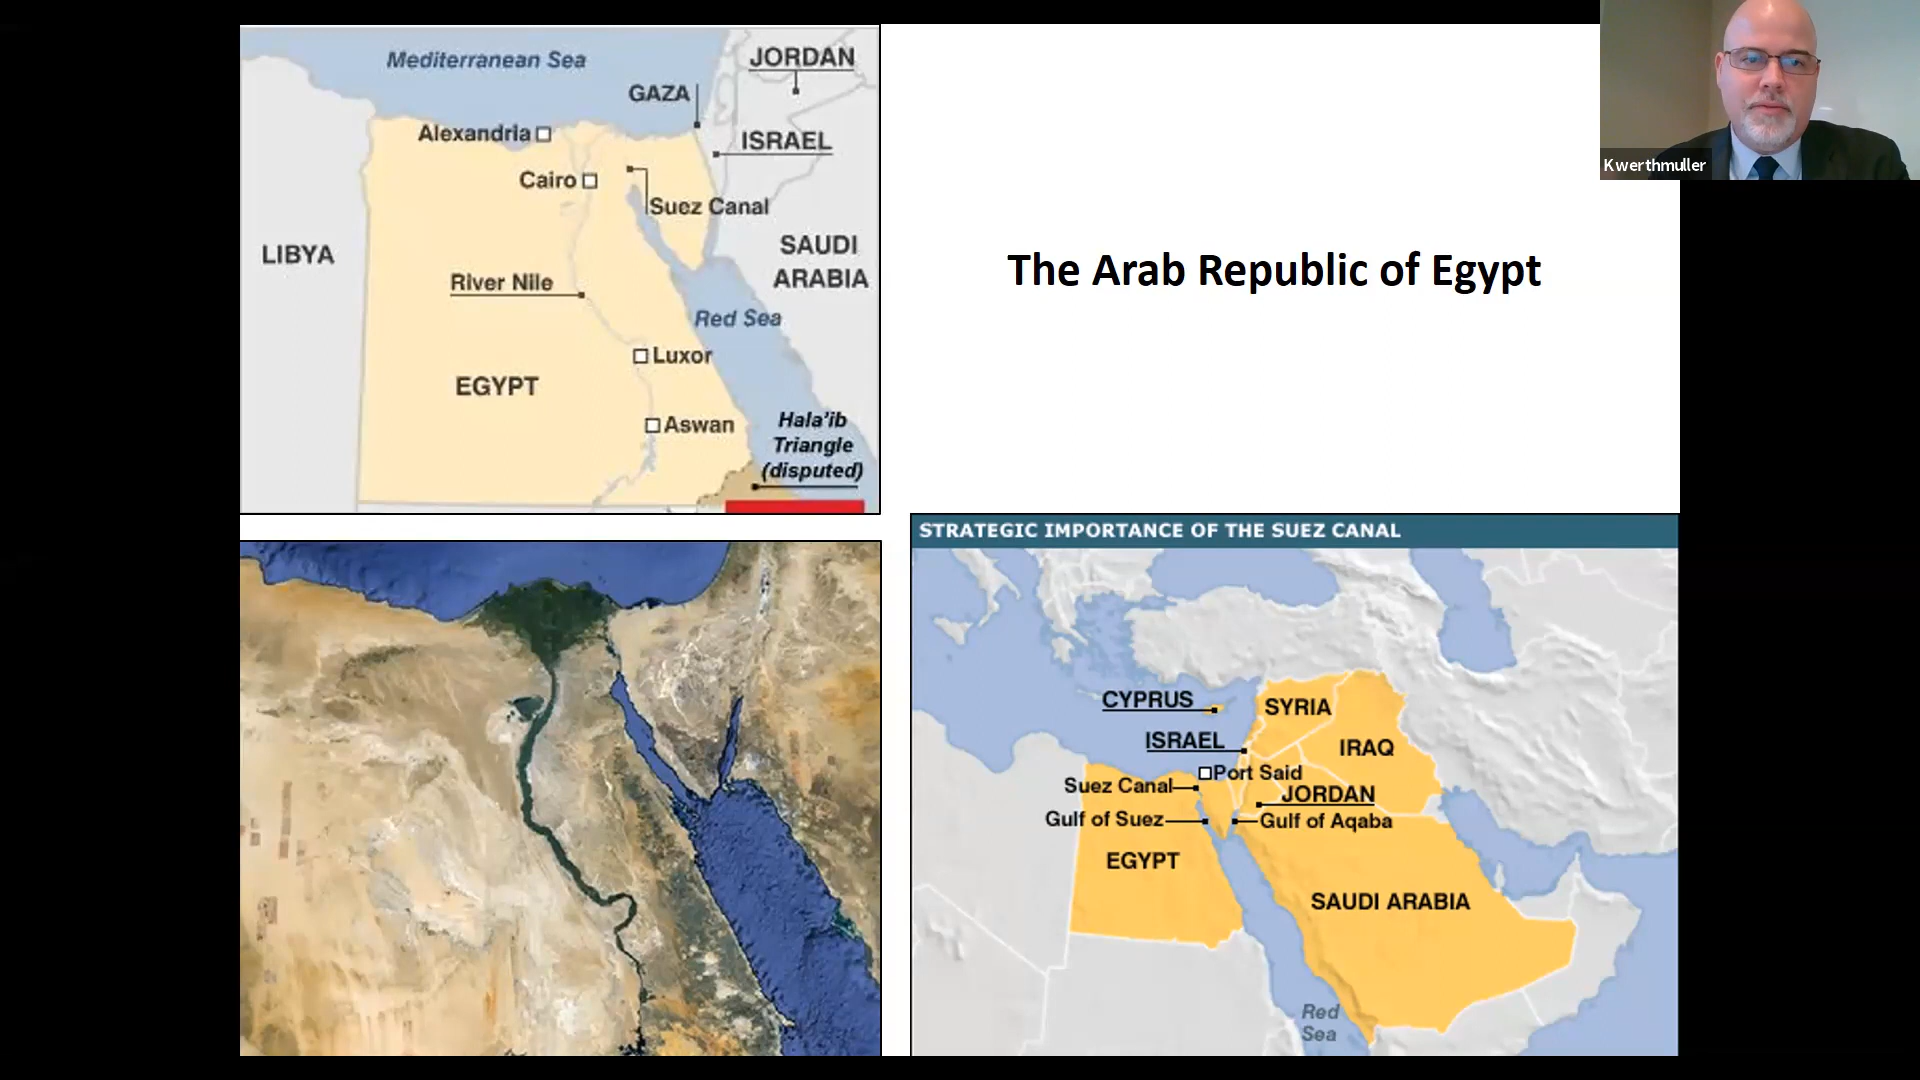 Mediterranean Sea
JORDAN
GAZA
Alexandria
ISRAEL
Cairo
Suez Canal
LIBYA
SAUDI
ARABIA
River Nile
Red Sea
Luxor
EGYPT
Aswan
Hala'ib
Triangle
(disputed)
The Arab Republic of Egypt
Kwerthmuller
STRATEGIC IMPORTANCE OF THE SUEZ CANAL
CYPRUS
SYRIA
ISRAEL
IRAQ
Port Said
Suez Canal
JORDAN
Gulf of Suez
Gulf of Aqaba
EGYPT
SAUDI ARABIA
Red
Sea